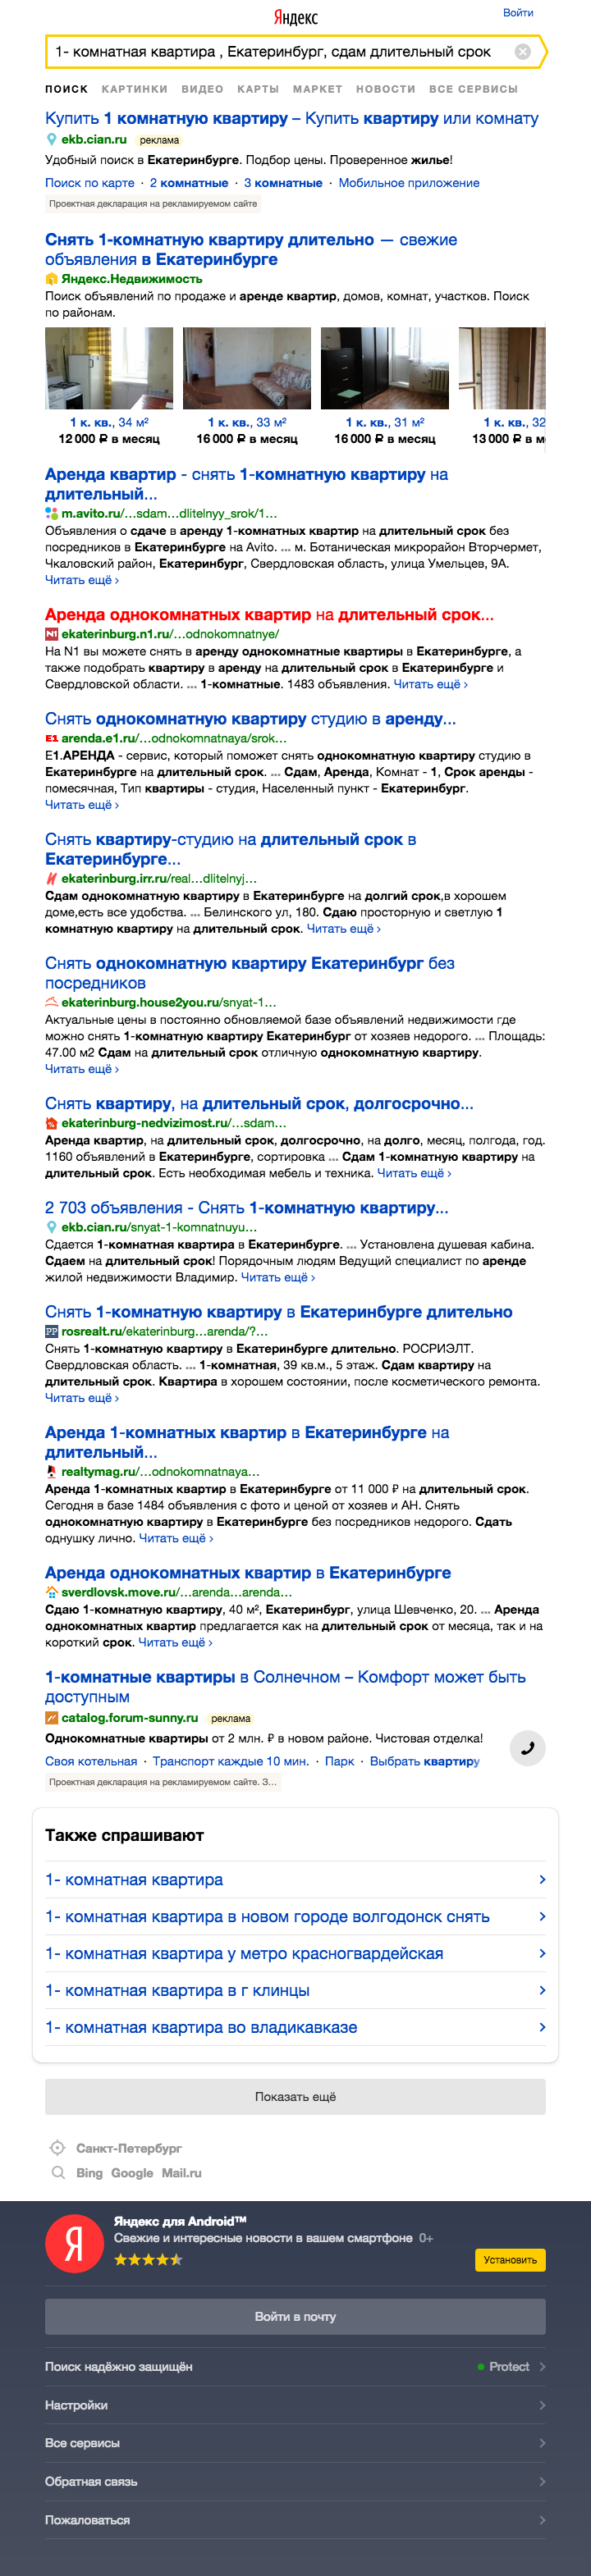 Яндекс
Войти
1- комнатная квартира , Екатеринбург, сдам длительный срок
ПОИСК КАРТИНКИ ВИДЕО КАРТЫ МАРКЕТ НОВОСТИ ВСЕ СЕРВИСЫ
Купить 1 комнатную квартиру – Купить квартиру или комнату
ekb.cian.ru реклама
Удобный поиск в Екатеринбурге. Подбор цены. Проверенное жилье!
Поиск по карте · 2 комнатные · 3 комнатные · Мобильное приложение
Проектная декларация на рекламируемом сайте
Снять 1-комнатную квартиру длительно — свежие
объявления в Екатеринбурге
Яндекс.Недвижимость
Поиск объявлений по продаже и аренде квартир, домов, комнат, участков. Поиск
по районам.
1 к. кв., 34 м² 1 к. кв., 33 м² 1 к. кв., 31 м² 1 к. кв., 32
12 000 ₽ в месяц 16 000 ₽ в месяц 16 000 ₽ в месяц 13 000 ₽ в м
Аренда квартир - снять 1-комнатную квартиру на
длительный...
m.avito.ru/…sdam…dlitelnyy_srok/1…
Объявления о сдаче в аренду 1-комнатных квартир на длительный срок без
посредников в Екатеринбурге на Avito. ... м. Ботаническая микрорайон Вторчермет,
Чкаловский район, Екатеринбург, Свердловская область, улица Умельцев, 9А.
Читать ещё ›
Аренда однокомнатных квартир на длительный срок...
N1 ekaterinburg.n1.ru/…odnokomnatnye/
На N1 вы можете снять в аренду однокомнатные квартиры в Екатеринбурге, а
также подобрать квартиру в аренду на длительный срок в Екатеринбурге и
Свердловской области. ... 1-комнатные. 1483 объявления. Читать ещё ›
Снять однокомнатную квартиру студию в аренду...
E1 arenda.e1.ru/…odnokomnatnaya/srok…
Е1.АРЕНДА - сервис, который поможет снять однокомнатную квартиру студию в
Екатеринбурге на длительный срок. ... Сдам, Аренда, Комнат - 1, Срок аренды -
помесячная, Тип квартиры - студия, Населенный пункт - Екатеринбург.
Читать ещё ›
Снять квартиру-студию на длительный срок в
Екатеринбурге...
ekaterinburg.irr.ru/real…dlitelnyj…
Сдам однокомнатную квартиру в Екатеринбурге на долгий срок,в хорошем
доме,есть все удобства. ... Белинского ул, 180. Сдаю просторную и светлую 1
комнатную квартиру на длительный срок. Читать ещё ›
Снять однокомнатную квартиру Екатеринбург без
посредников
ekaterinburg.house2you.ru/snyat-1…
Актуальные цены в постоянно обновляемой базе объявлений недвижимости где
можно снять 1-комнатную квартиру Екатеринбург от хозяев недорого. ... Площадь:
47.00 м2 Сдам на длительный срок отличную однокомнатную квартиру.
Читать ещё ›
Снять квартиру, на длительный срок, долгосрочно...
ekaterinburg-nedvizimost.ru/…sdam…
Аренда квартир, на длительный срок, долгосрочно, на долго, месяц, полгода, год.
1160 объявлений в Екатеринбурге, сортировка ... Сдам 1-комнатную квартиру на
длительный срок. Есть необходимая мебель и техника. Читать ещё ›
2 703 объявления - Снять 1-комнатную квартиру...
ekb.cian.ru/snyat-1-komnatnuyu…
Сдается 1-комнатная квартира в Екатеринбурге. ... Установлена душевая кабина.
Сдаем на длительный срок! Порядочным людям Ведущий специалист по аренде
жилой недвижимости Владимир. Читать ещё ›
Снять 1-комнатную квартиру в Екатеринбурге длительно
rosrealt.ru/ekaterinburg…arenda/?…
Снять 1-комнатную квартиру в Екатеринбурге длительно. РОСРИЭЛТ.
Свердловская область. ... 1-комнатная, 39 кв.м., 5 этаж. Сдам квартиру на
длительный срок. Квартира в хорошем состоянии, после косметического ремонта.
Читать ещё ›
Аренда 1-комнатных квартир в Екатеринбурге на
длительный...
realtymag.ru/…odnokomnatnaya…
Аренда 1-комнатных квартир в Екатеринбурге от 11 000 ₽ на длительный срок.
Сегодня в базе 1484 объявления с фото и ценой от хозяев и АН. Снять
однокомнатную квартиру в Екатеринбурге без посредников недорого. Сдать
однушку лично. Читать ещё ›
Аренда однокомнатных квартир в Екатеринбурге
sverdlovsk.move.ru/…arenda…arenda…
Сдаю 1-комнатную квартиру, 40 м², Екатеринбург, улица Шевченко, 20. ... Аренда
однокомнатных квартир предлагается как на длительный срок от месяца, так и на
короткий срок. Читать ещё ›
1-комнатные квартиры в Солнечном – Комфорт может быть
доступным
catalog.forum-sunny.ru реклама
Однокомнатные квартиры от 2 млн. ₽ в новом районе. Чистовая отделка!
Своя котельная · Транспорт каждые 10 мин. · Парк · Выбрать квартиру
Проектная декларация на рекламируемом сайте. З…
Также спрашивают
1- комнатная квартира
1- комнатная квартира в новом городе волгодонск снять
1- комнатная квартира у метро красногвардейская
1- комнатная квартира в г клинцы
1- комнатная квартира во владикавказе
Показать ещё
Санкт-Петербург
Bing Google Mail.ru
Я
Яндекс для Android™
Свежие и интересные новости в вашем смартфоне 0+
Установить
Войти в почту
Поиск надёжно защищён Protect
Настройки
Все сервисы
Обратная связь
Пожаловаться